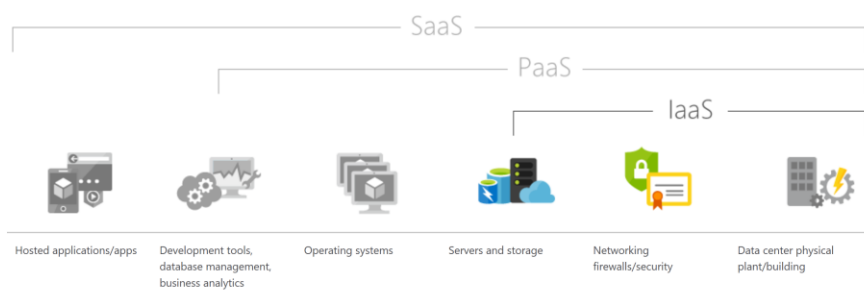 SaaS
PaaS
IaaS
Hosted applications/apps
Development tools,
database management,
business analytics
Operating systems
Servers and storage
Networking
firewalls/security
Data center physical
plant/building